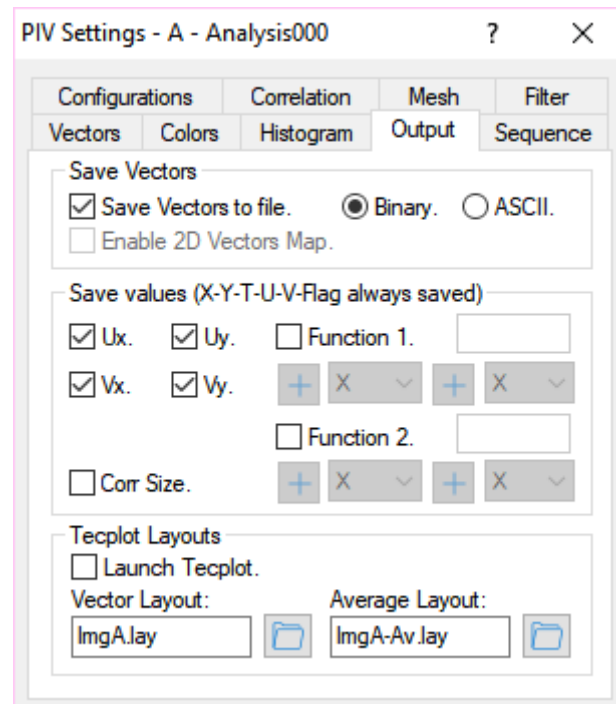 PIV Settings - A - Analysis000 ?
Configurations Correlation Mesh Filter
Vectors Colors Histogram Output Sequence
Save Vectors
Save Vectors to file. Binary. ASCII.
Enable 2D Vectors Map.
Save values (X-Y-T-U-V-Flag always saved)
Ux. Uy. Function 1.
Vx. Vy. + X + X
Function 2.
Corr Size. + X + X
Tecplot Layouts
Launch Tecplot.
Vector Layout: Average Layout:
ImgA.lay ImgA-Av.lay